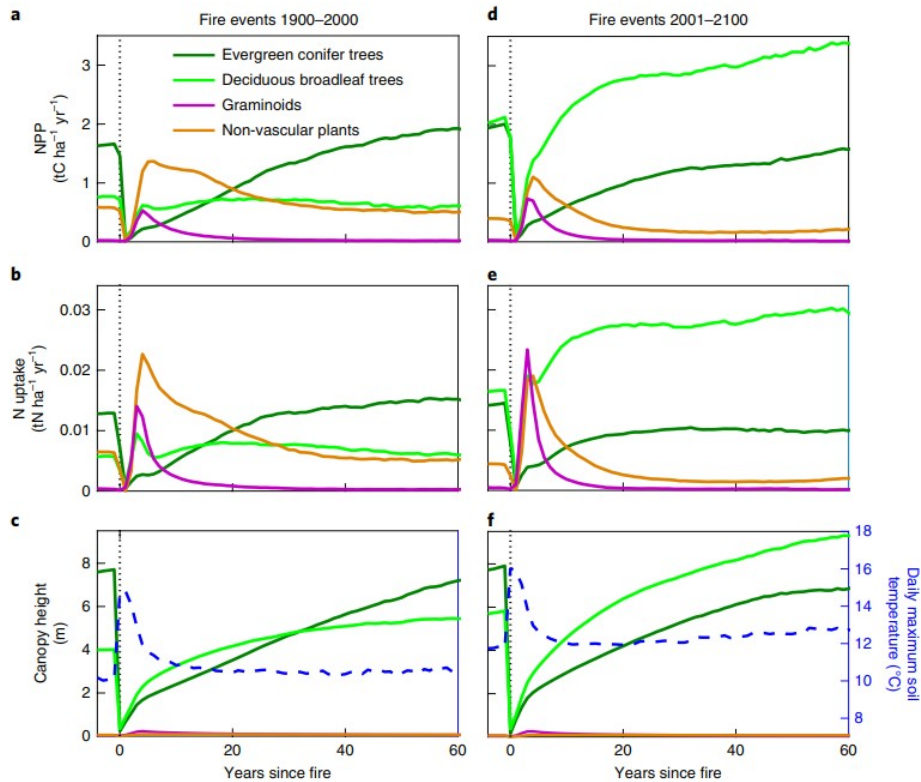 a
Fire events 1900–2000
NPP
(tC ha⁻¹ yr⁻¹)
3
2
1
0
Evergreen conifer trees
Deciduous broadleaf trees
Graminoids
Non-vascular plants
d
Fire events 2001–2100
b
N uptake
(tN ha⁻¹ yr⁻¹)
0.03
0.02
0.01
0
e
c
Canopy height
(m)
8
6
4
2
0
0
20
40
60
Years since fire
f
18
16
14
12
10
8
Daily maximum soil
temperature (°C)
0
20
40
60
Years since fire